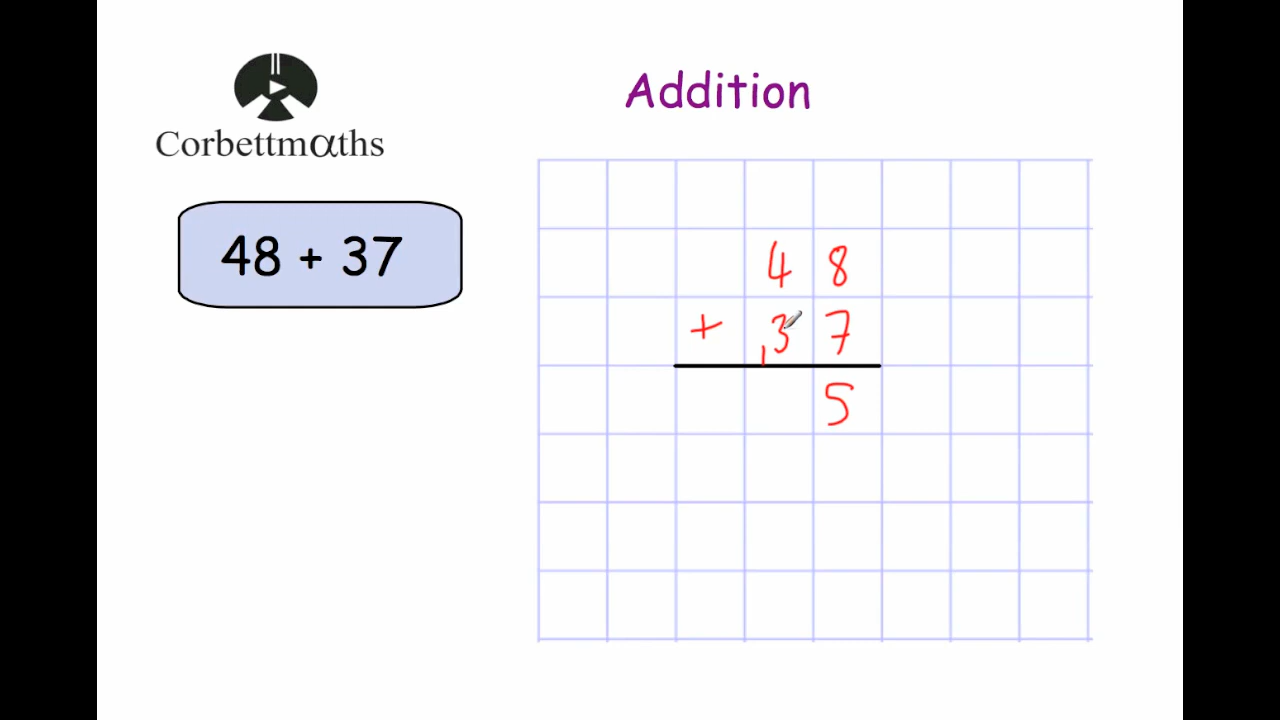 Corbettmαths
Addition
48 + 37
4 8
+ 3 7
1
5